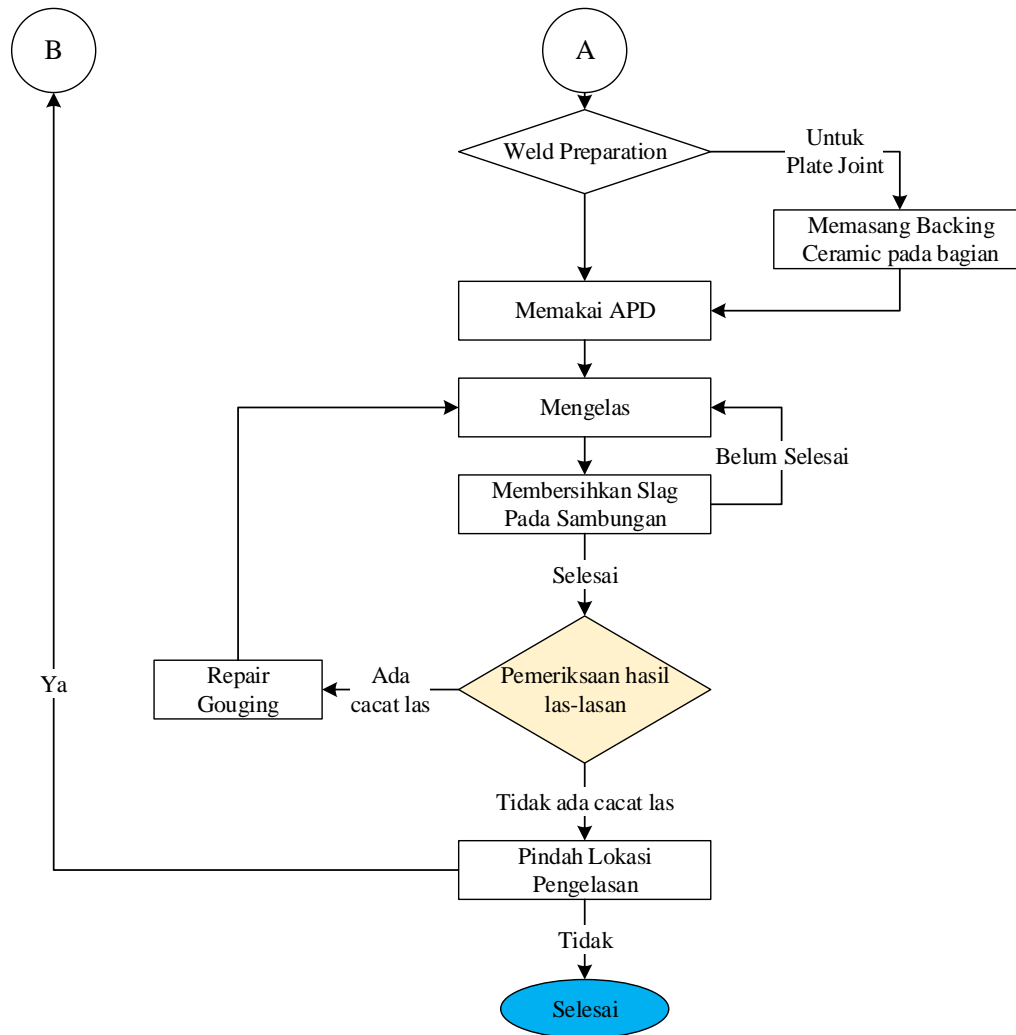 B
A
Weld Preparation
Untuk
Plate Joint
Memasang Backing
Ceramic pada bagian
Memakai APD
Mengelas
Belum Selesai
Membersihkan Slag
Pada Sambungan
Selesai
Pemeriksaan hasil
las-lasan
Ada
cacat las
Repair
Gouging
Ya
Tidak ada cacat las
Pindah Lokasi
Pengelasan
Tidak
Selesai